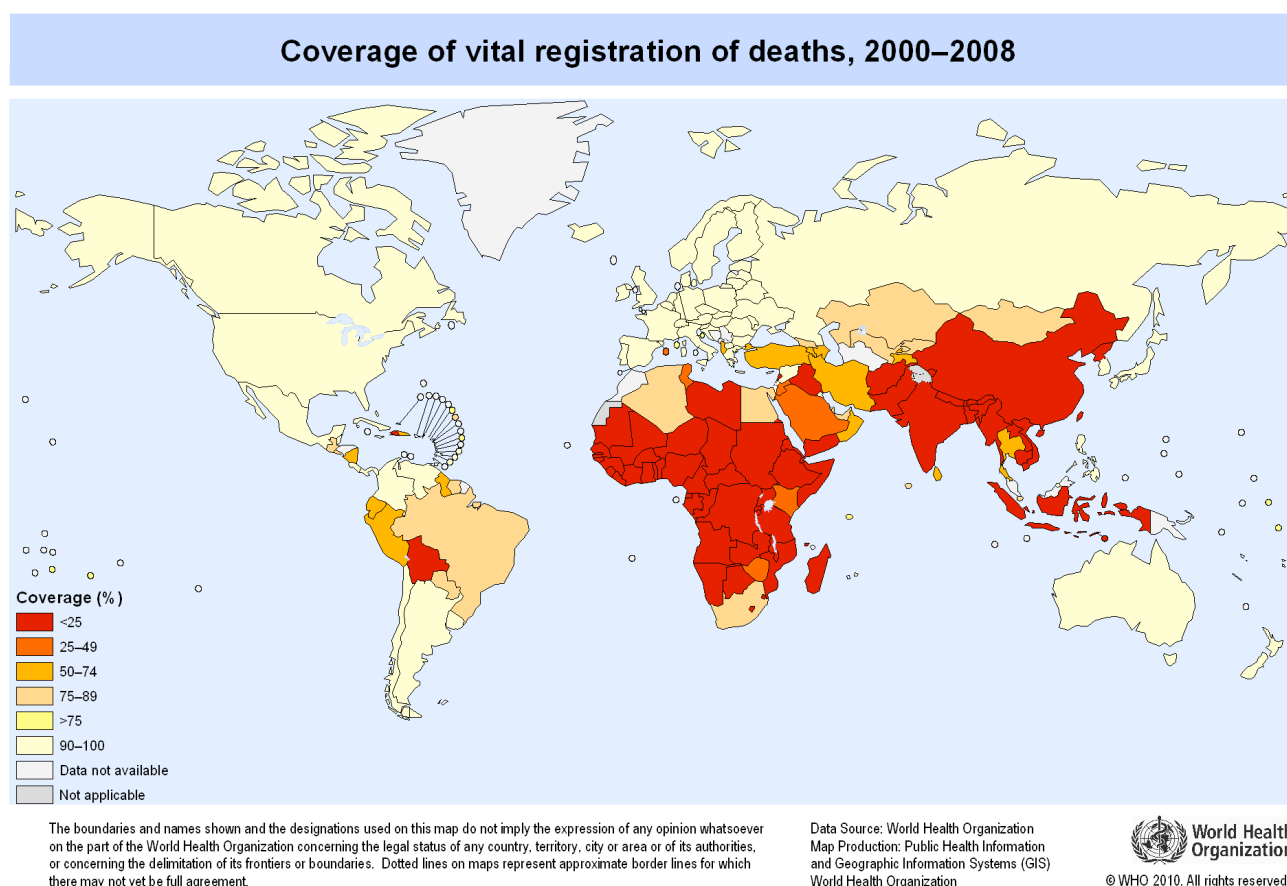 Coverage of vital registration of deaths, 2000–2008
Coverage (%)
<25
25–49
50–74
75–89
>75
90–100
Data not available
Not applicable
The boundaries and names shown and the designations used on this map do not imply the expression of any opinion whatsoever
on the part of the World Health Organization concerning the legal status of any country, territory, city or area or of its authorities,
or concerning the delimitation of its frontiers or boundaries. Dotted lines on maps represent approximate border lines for which
there may not yet be full agreement.
Data Source: World Health Organization
Map Production: Public Health Information
and Geographic Information Systems (GIS)
World Health Organization
World Health
Organization
© WHO 2010. All rights reserved